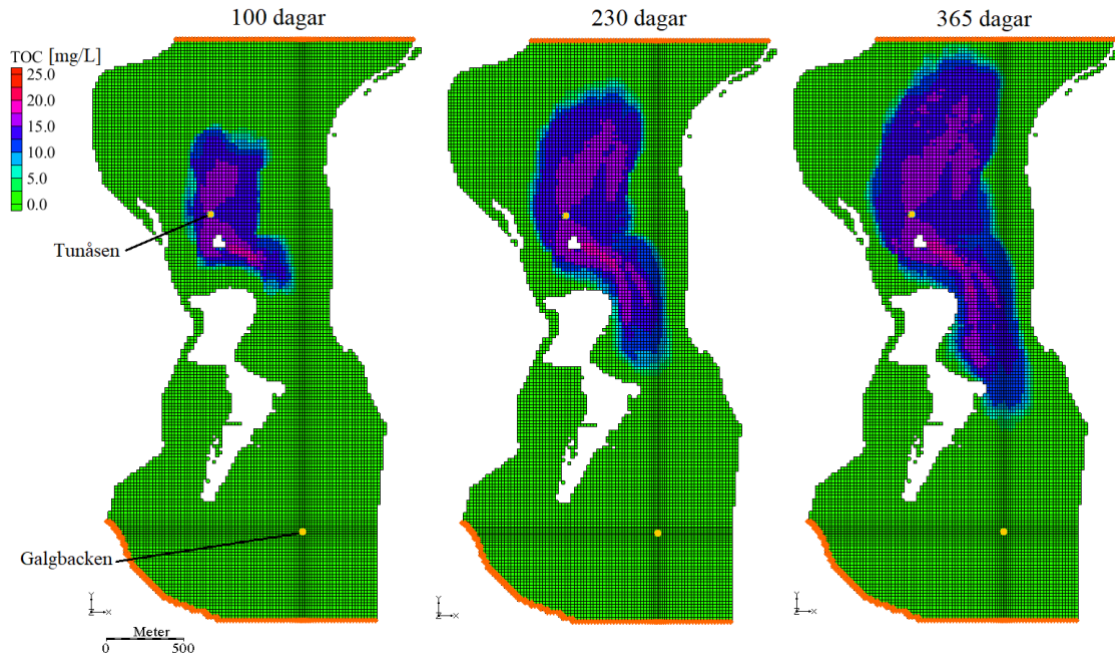 100 dagar
230 dagar
365 dagar
TOC [mg/L]
25.0
20.0
15.0
10.0
5.0
0.0
Tunåsen
Galgbacken
Y
Z
X
Y
Z
X
Y
Z
X
Meter
0 500